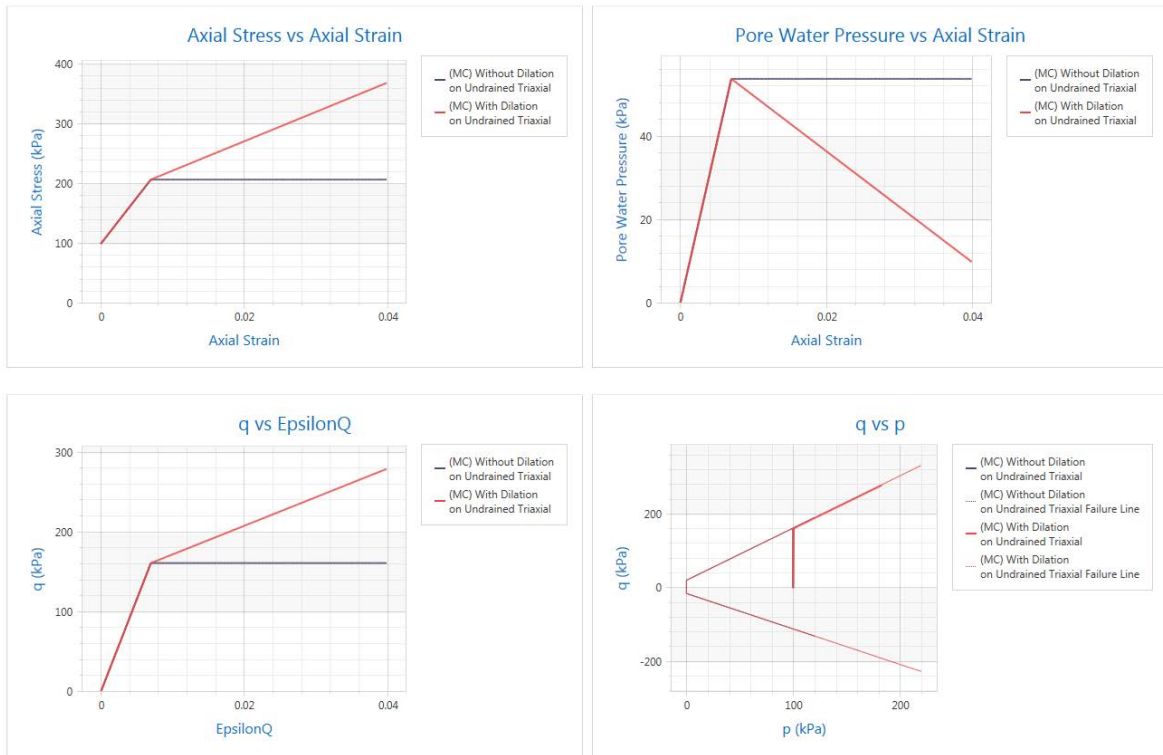 Axial Stress vs Axial Strain
400
300
200
100
0
0
0.02
0.04
Axial Stress (kPa)
Axial Strain
(MC) Without Dilation
on Undrained Triaxial
(MC) With Dilation
on Undrained Triaxial
Pore Water Pressure vs Axial Strain
40
20
0
0
0.02
0.04
Pore Water Pressure (kPa)
Axial Strain
(MC) Without Dilation
on Undrained Triaxial
(MC) With Dilation
on Undrained Triaxial
q vs EpsilonQ
300
200
100
0
0
0.02
0.04
q (kPa)
EpsilonQ
(MC) Without Dilation
on Undrained Triaxial
(MC) With Dilation
on Undrained Triaxial
q vs p
200
0
-200
0
100
200
q (kPa)
p (kPa)
(MC) Without Dilation
on Undrained Triaxial
(MC) Without Dilation
on Undrained Triaxial Failure Line
(MC) With Dilation
on Undrained Triaxial
(MC) With Dilation
on Undrained Triaxial Failure Line